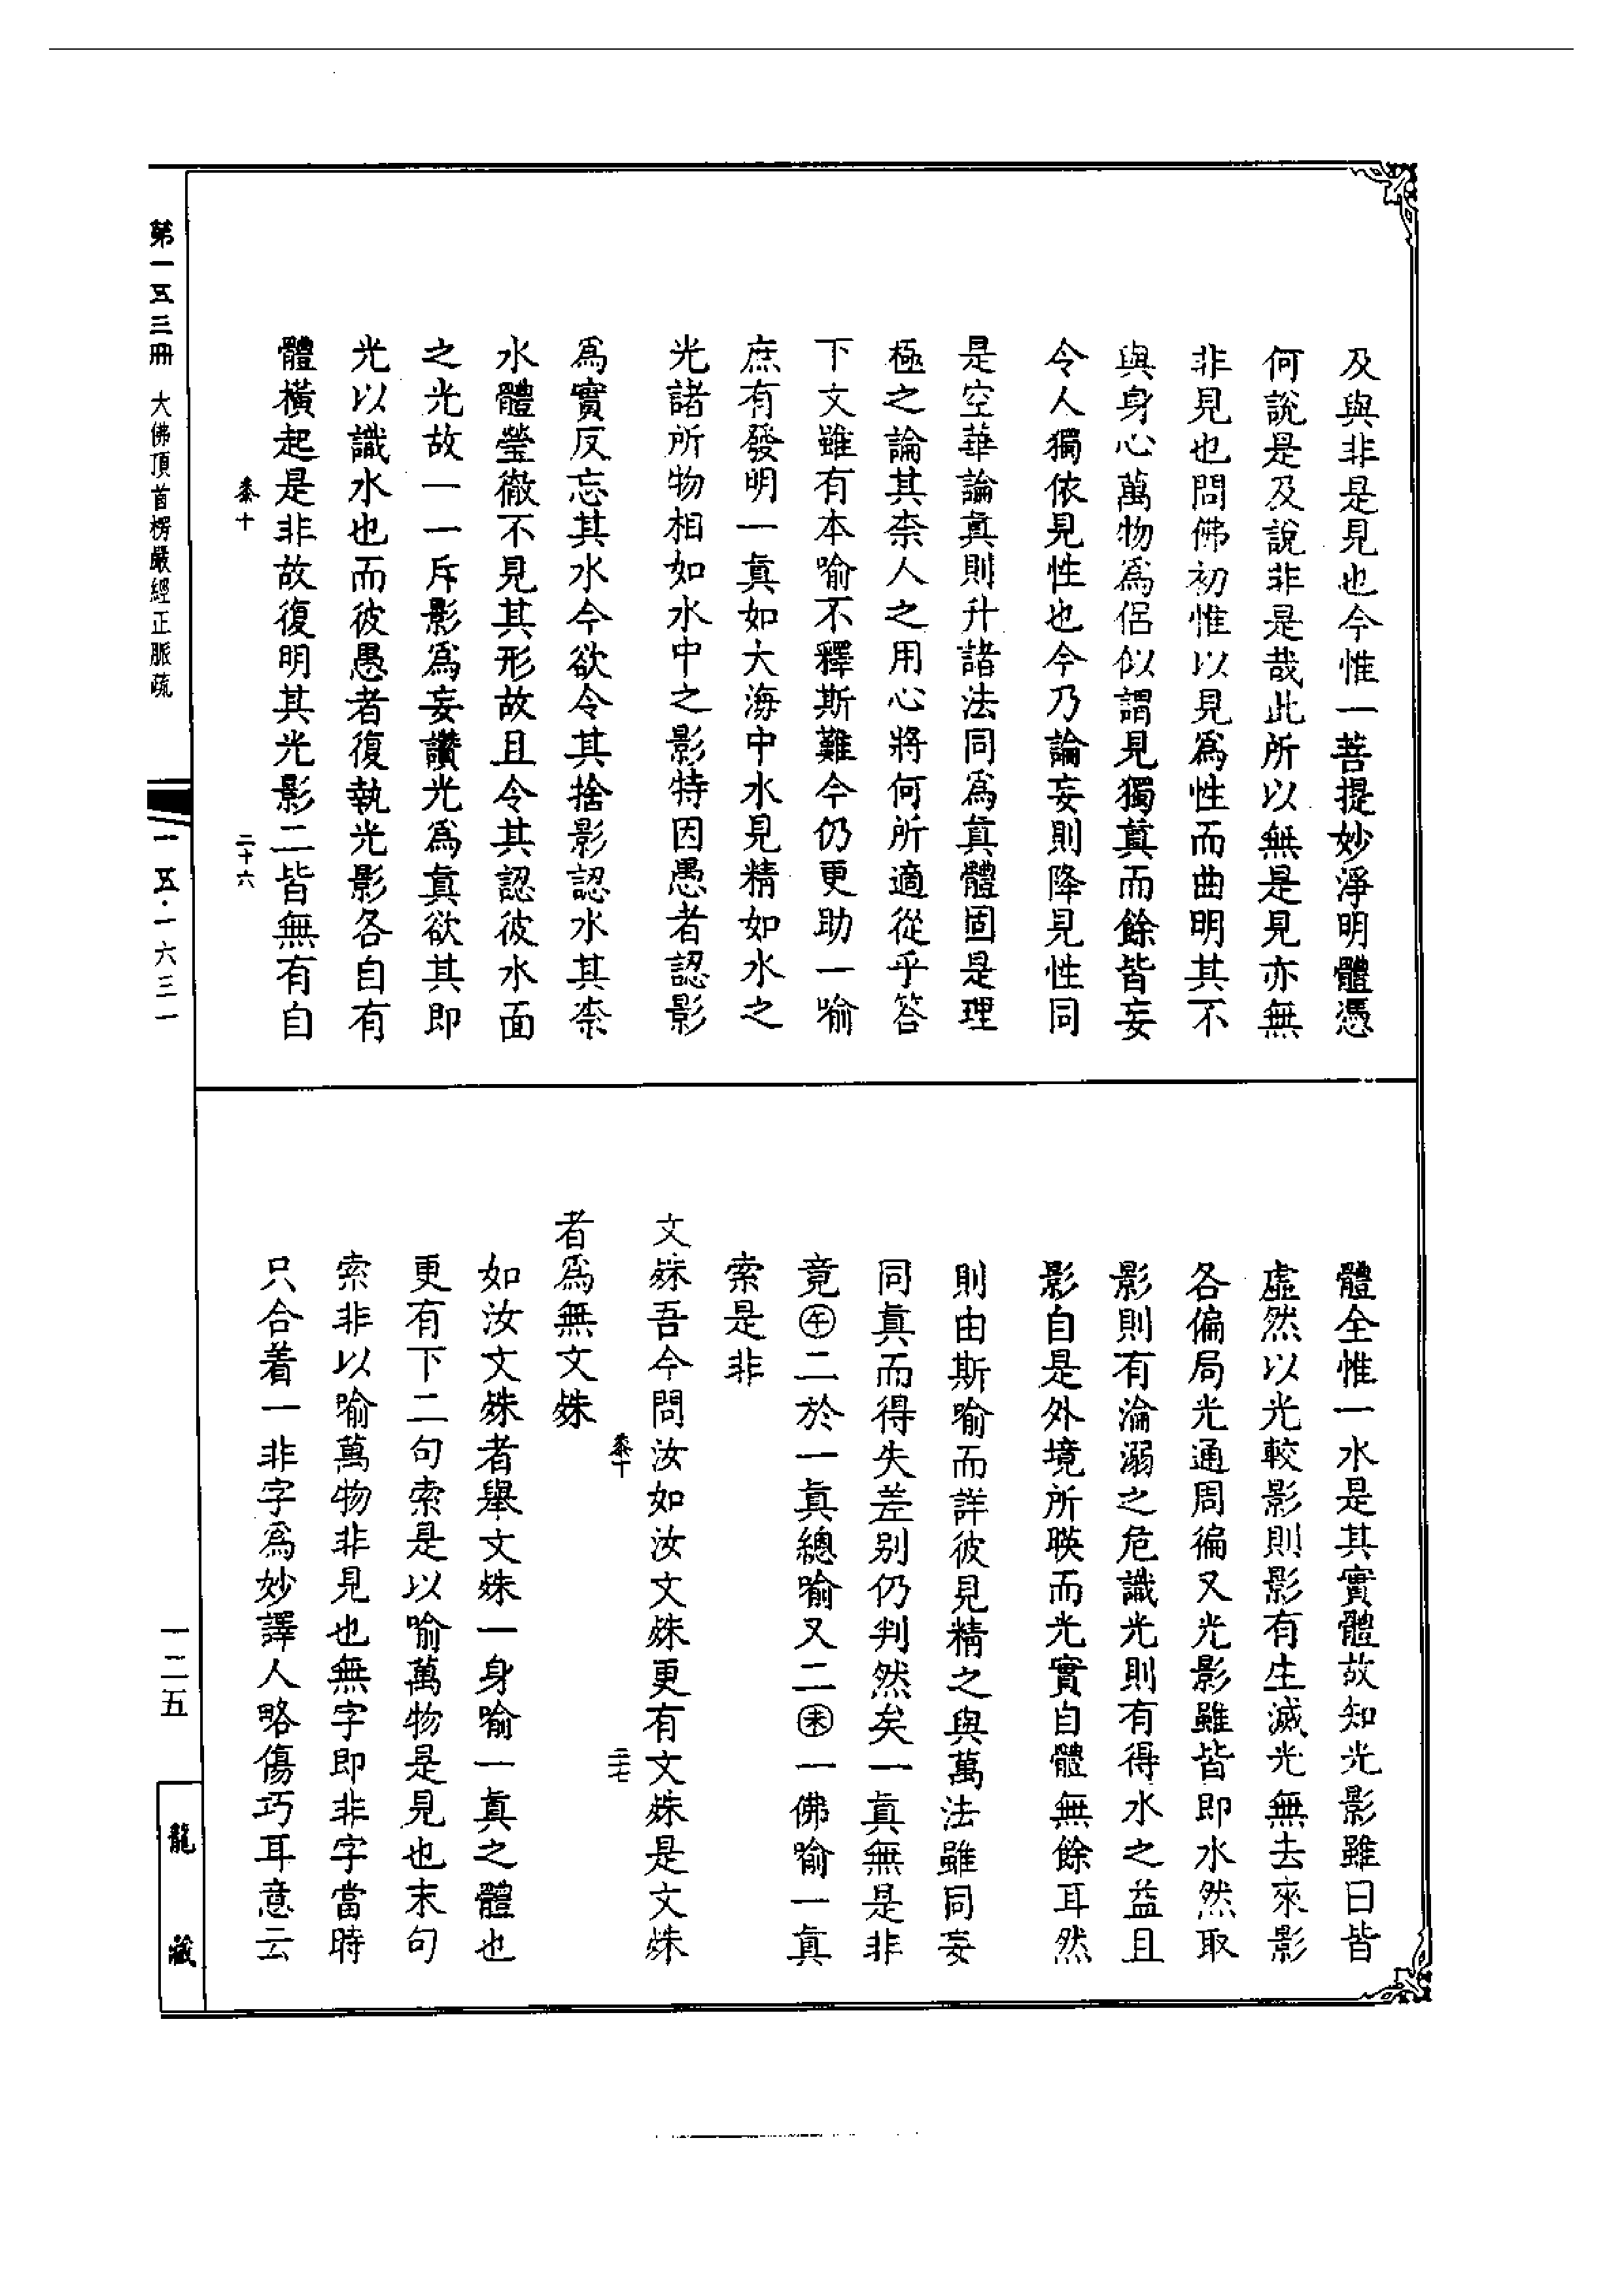 及與非是見也今惟一菩提妙淨明體憑
何說是及說非是哉此所以無是見亦無
非見也問佛初惟以見爲性而曲明其不
與身心萬物爲侶似謂見獨眞而餘皆妄
令人獨依見性也今乃論妄則降見性同
是空華論眞則升諸法同爲眞體固是理
極之論其柰人之用心將何所適從乎答
下文雖有本喻不釋斯難今仍更助一喻
庶有發明一眞如大海中水見精如水之
光諸所物相如水中之影特因愚者認影
爲實反忘其水今欲令其捨影認水其柰
水體瑩徹不見其形故且令其認彼水面
之光故一一斥影爲妄讚光爲眞欲其即
光以識水也而彼愚者復執光影各自有
體橫起是非故復明其光影二皆無有自
桼十
二十六
體全惟一水是其實體故知光影雖曰皆
虛然以光較影則影有生滅光無去來影
各偏局光通周徧又光影雖皆即水然取
影則有淪溺之危識光則有得水之益且
影自是外境所暎而光實自體無餘耳然
則由斯喻而詳彼見精之與萬法雖同妄
同眞而得失差別仍判然矣一眞無是非
竟㊍二於一眞總喻又二㊍一佛喻一眞
索是非
文殊吾今問汝如汝文殊更有文殊是文殊
桼十
二十七
者爲無文殊
如汝文殊者舉文殊一身喻一眞之體也
更有下二句索是以喻萬物是見也末句
索非以喻萬物非見也無字即非字當時
只合着一非字爲妙譯人略傷巧耳意云
第一五三冊 大佛頂首楞嚴經正脈疏
一五·一六三一
一二五
龍藏